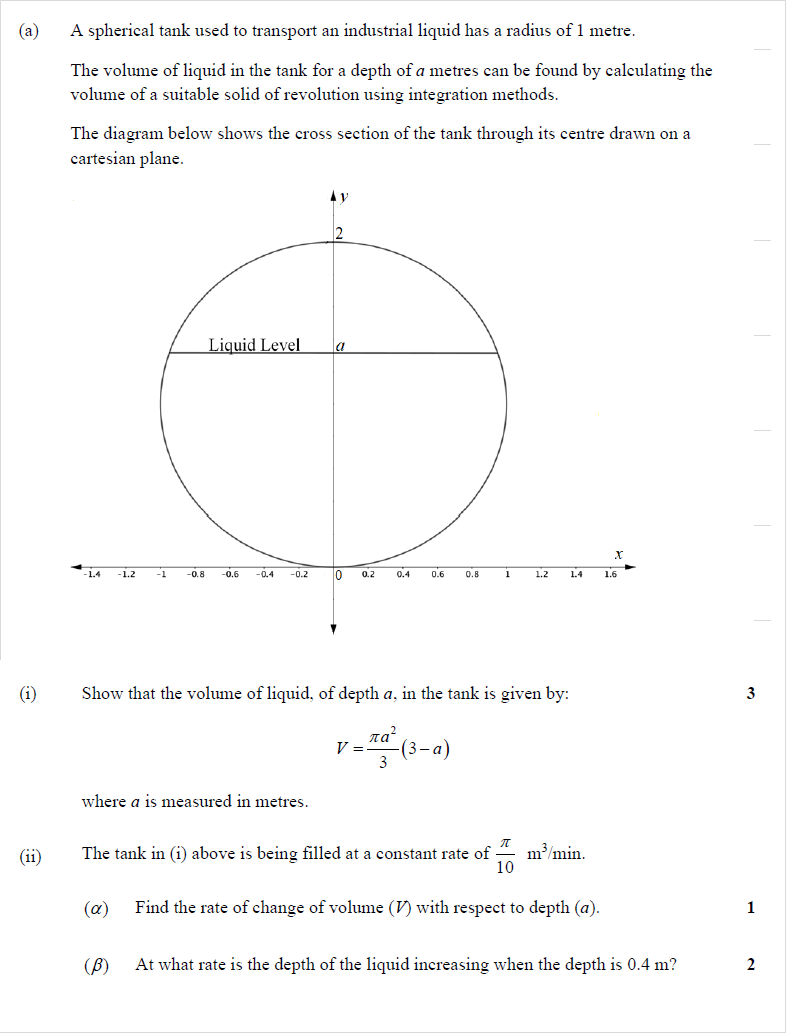 (a) A spherical tank used to transport an industrial liquid has a radius of 1 metre.
The volume of liquid in the tank for a depth of a metres can be found by calculating the
volume of a suitable solid of revolution using integration methods.
The diagram below shows the cross section of the tank through its centre drawn on a
cartesian plane.
y
2
Liquid Level a
x
-1.4 -1.2 -1 -0.8 -0.6 -0.4 -0.2 0 0.2 0.4 0.6 0.8 1 1.2 1.4 1.6
(i) Show that the volume of liquid, of depth a, in the tank is given by: 3
V = πa²/3 (3 – a)
where a is measured in metres.
(ii) The tank in (i) above is being filled at a constant rate of π/10 m³/min.
(α) Find the rate of change of volume (V) with respect to depth (a). 1
(β) At what rate is the depth of the liquid increasing when the depth is 0.4 m? 2